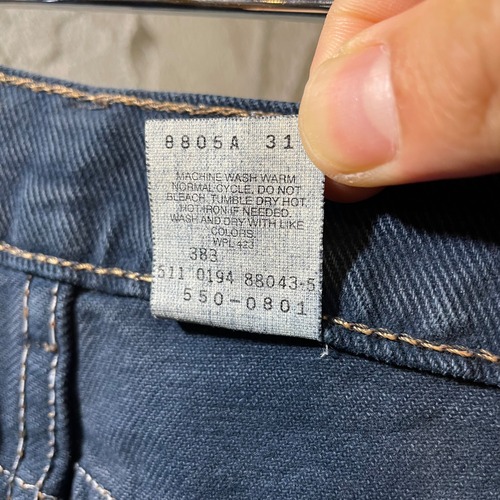 8805A 31
MACHINE WASH WARM
NORMAL CYCLE. DO NOT
BLEACH. TUMBLE DRY HOT.
HOT IRON IF NEEDED.
WASH AND DRY WITH LIKE
COLORS.
WPL 423
383
511 0194 88043-5
550-0801